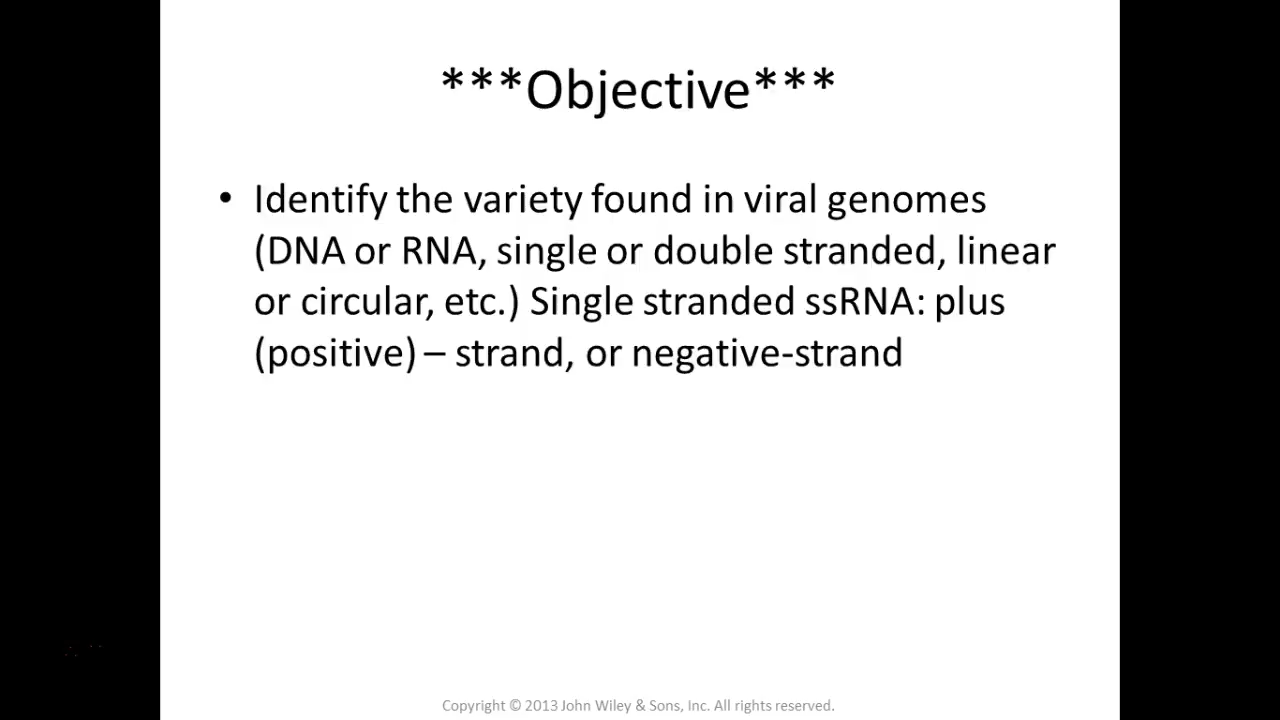 ***Objective***
• Identify the variety found in viral genomes
(DNA or RNA, single or double stranded, linear
or circular, etc.) Single stranded ssRNA: plus
(positive) – strand, or negative-strand
Copyright © 2013 John Wiley & Sons, Inc. All rights reserved.